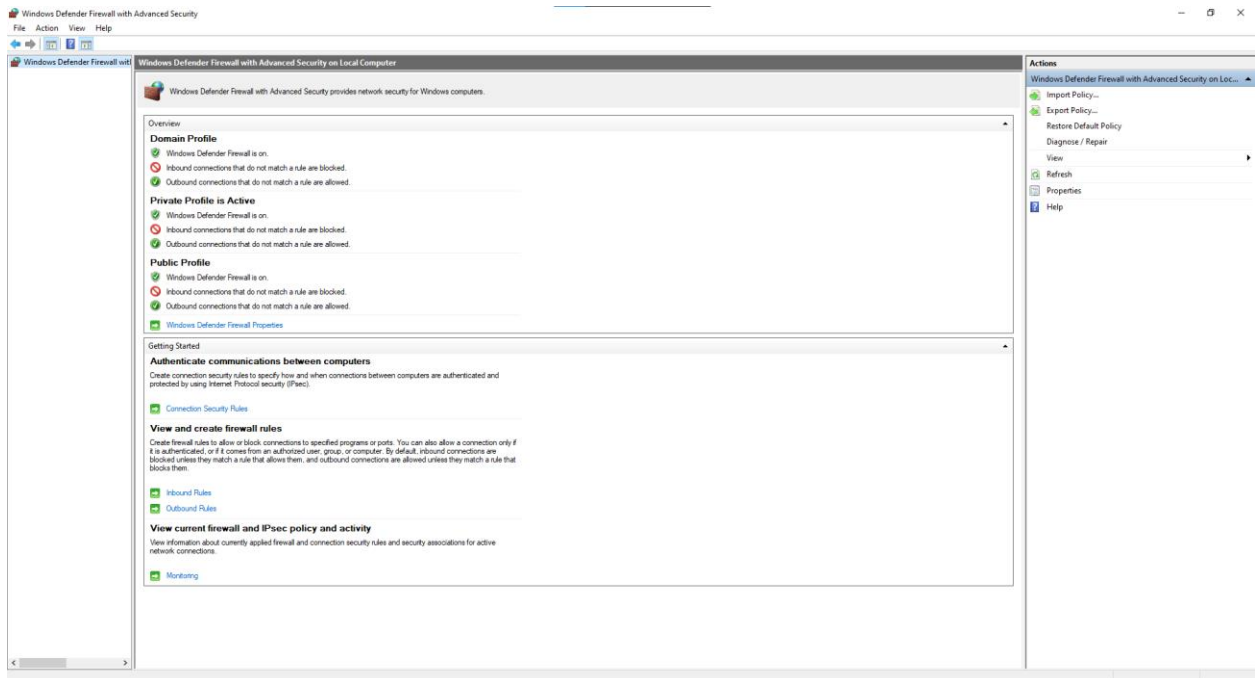 Windows Defender Firewall with Advanced Security
File Action View Help
Windows Defender Firewall wit
Windows Defender Firewall with Advanced Security on Local Computer
Windows Defender Firewall with Advanced Security provides network security for Windows computers.
Overview
Domain Profile
Windows Defender Firewall is on.
Inbound connections that do not match a rule are blocked.
Outbound connections that do not match a rule are allowed.
Private Profile is Active
Windows Defender Firewall is on.
Inbound connections that do not match a rule are blocked.
Outbound connections that do not match a rule are allowed.
Public Profile
Windows Defender Firewall is on.
Inbound connections that do not match a rule are blocked.
Outbound connections that do not match a rule are allowed.
Windows Defender Firewall Properties
Getting Started
Authenticate communications between computers
Create connection security rules to specify how and when connections between computers are authenticated and
protected by using Internet Protocol security (IPsec).
Connection Security Rules
View and create firewall rules
Create firewall rules to allow or block connections to specified programs or ports. You can also allow a connection only if
it is authenticated, or if it comes from an authorized user, group, or computer. By default, inbound connections are
blocked unless they match a rule that allows them, and outbound connections are allowed unless they match a rule that
blocks them.
Inbound Rules
Outbound Rules
View current firewall and IPsec policy and activity
View information about currently applied firewall and connection security rules and security associations for active
network connections.
Monitoring
Actions
Windows Defender Firewall with Advanced Security on Loc...
Import Policy...
Export Policy...
Restore Default Policy
Diagnose / Repair
View
Refresh
Properties
Help